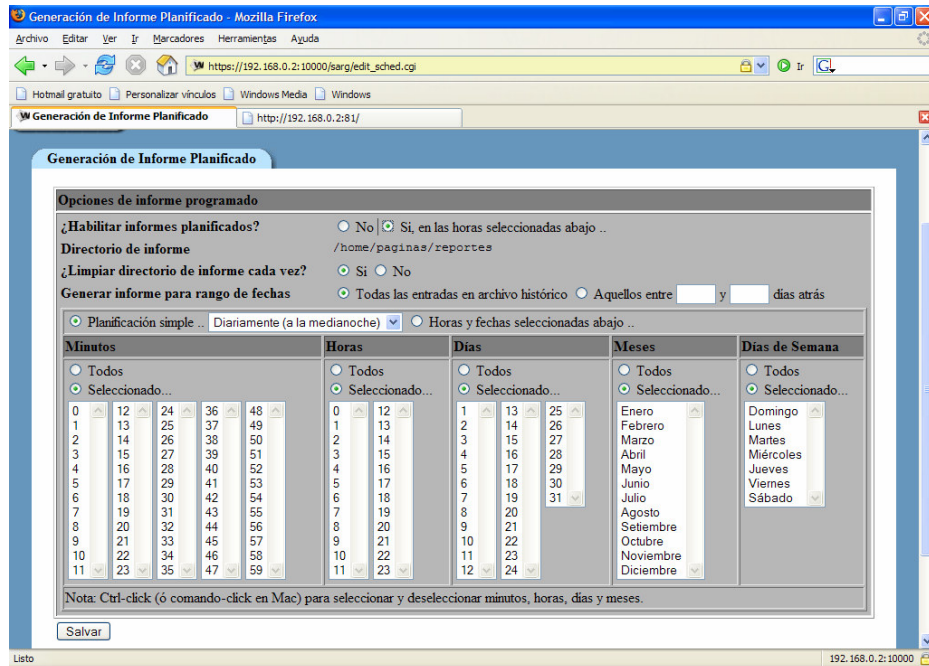 Generación de Informe Planificado - Mozilla Firefox
Archivo Editar Ver Ir Marcadores Herramientas Ayuda
https://192.168.0.2:10000/sarg/edit_sched.cgi Ir
Hotmail gratuito Personalizar vínculos Windows Media Windows
Generación de Informe Planificado http://192.168.0.2:81/
Generación de Informe Planificado
Opciones de informe programado
¿Habilitar informes planificados? No Si, en las horas seleccionadas abajo ..
Directorio de informe /home/paginas/reportes
¿Limpiar directorio de informe cada vez? Si No
Generar informe para rango de fechas Todas las entradas en archivo histórico Aquellos entre y dias atrás
Planificación simple .. Diariamente (a la medianoche) Horas y fechas seleccionadas abajo ..
Minutos Horas Días Meses Días de Semana
Todos Todos Todos Todos Todos
Seleccionado... Seleccionado... Seleccionado... Seleccionado... Seleccionado...
0 12 24 36 48 0 12 1 13 25 Enero Domingo
1 13 25 37 49 1 13 2 14 26 Febrero Lunes
2 14 26 38 50 2 14 3 15 27 Marzo Martes
3 15 27 39 51 3 15 4 16 28 Abril Miércoles
4 16 28 40 52 4 16 5 17 29 Mayo Jueves
5 17 29 41 53 5 17 6 18 30 Junio Viernes
6 18 30 42 54 6 18 7 19 31 Julio Sábado
7 19 31 43 55 7 19 8 20 Agosto
8 20 32 44 56 8 20 9 21 Setiembre
9 21 33 45 57 9 21 10 22 Octubre
10 22 34 46 58 10 22 11 23 Noviembre
11 23 35 47 59 11 23 12 24 Diciembre
Nota: Ctrl-click (ó comando-click en Mac) para seleccionar y deseleccionar minutos, horas, días y meses.
Salvar
Listo 192.168.0.2:10000